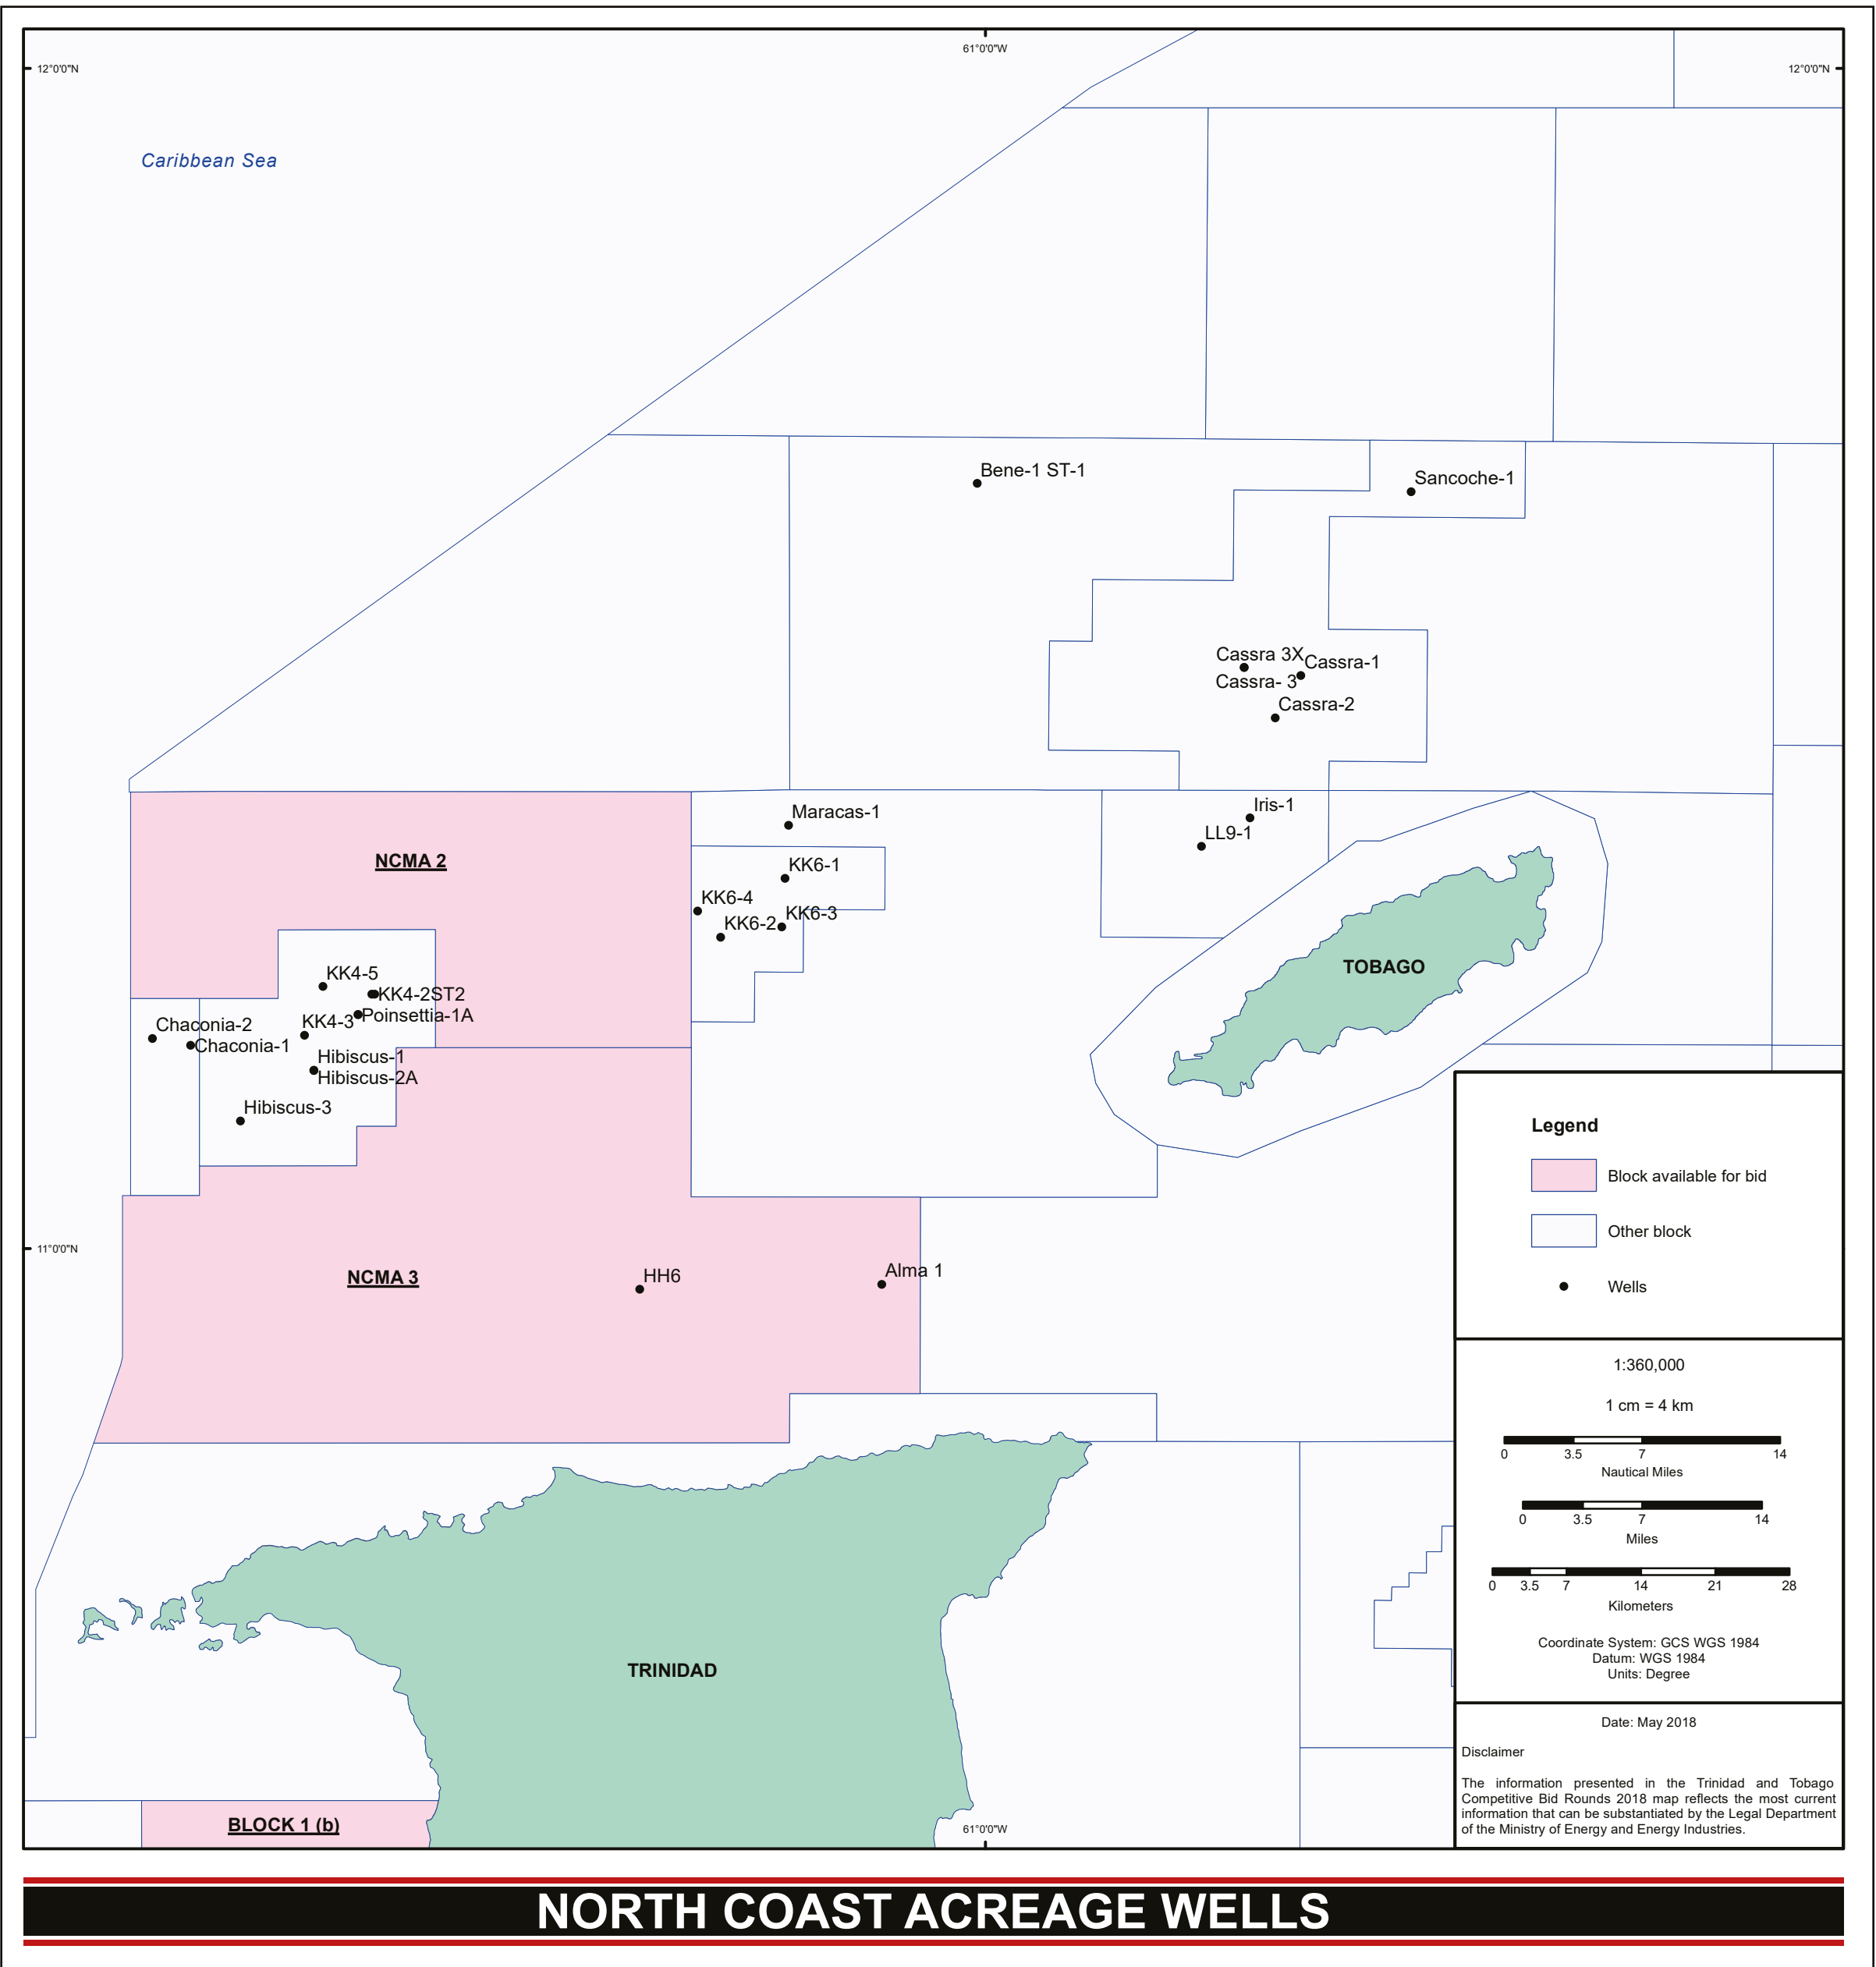 61°0'0"W
12°0'0"N
12°0'0"N
Caribbean Sea
Bene-1 ST-1
Sancoche-1
Cassra 3X
Cassra-1
Cassra- 3
Cassra-2
Maracas-1
Iris-1
LL9-1
NCMA 2
KK6-1
KK6-4
KK6-3
KK6-2
TOBAGO
KK4-5
KK4-2ST2
Poinsettia-1A
KK4-3
Chaconia-2
Chaconia-1
Hibiscus-1
Hibiscus-2A
Hibiscus-3
11°0'0"N
NCMA 3
HH6
Alma 1
TRINIDAD
BLOCK 1 (b)
61°0'0"W
Legend
Block available for bid
Other block
Wells
1:360,000
1 cm = 4 km
0 3.5 7 14
Nautical Miles
0 3.5 7 14
Miles
0 3.5 7 14 21 28
Kilometers
Coordinate System: GCS WGS 1984
Datum: WGS 1984
Units: Degree
Date: May 2018
Disclaimer
The information presented in the Trinidad and Tobago
Competitive Bid Rounds 2018 map reflects the most current
information that can be substantiated by the Legal Department
of the Ministry of Energy and Energy Industries.
NORTH COAST ACREAGE WELLS